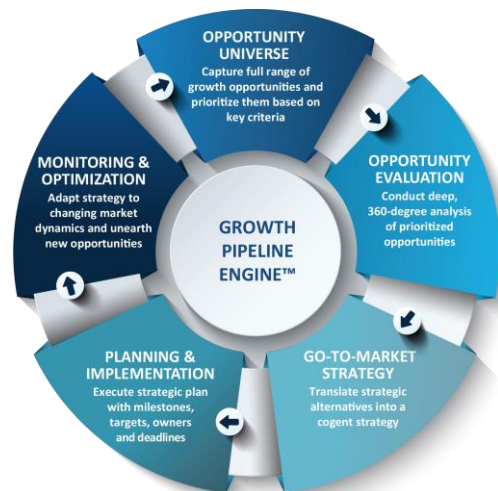 OPPORTUNITY
UNIVERSE
Capture full range of
growth opportunities and
prioritize them based on
key criteria
OPPORTUNITY
EVALUATION
Conduct deep,
360-degree analysis
of prioritized
opportunities
GO-TO-MARKET
STRATEGY
Translate strategic
alternatives into a
cogent strategy
PLANNING &
IMPLEMENTATION
Execute strategic plan
with milestones,
targets, owners
and deadlines
MONITORING &
OPTIMIZATION
Adapt strategy to
changing market
dynamics and unearth
new opportunities
GROWTH
PIPELINE
ENGINE™